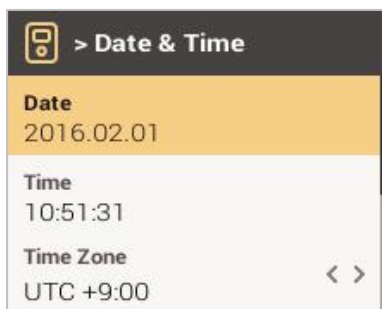 > Date & Time
Date
2016.02.01
Time
10:51:31
Time Zone
UTC +9:00
< >